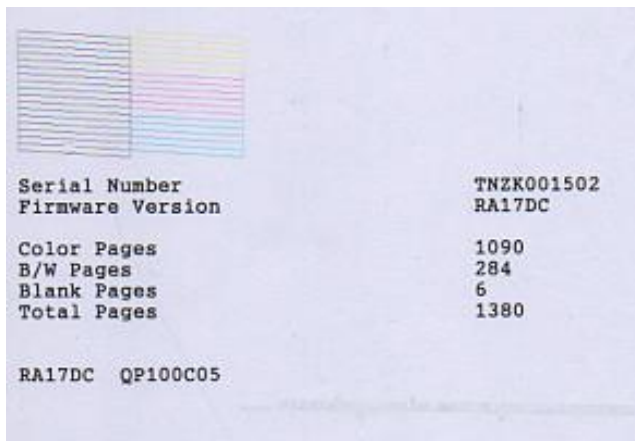 Serial Number TNZK001502
Firmware Version RA17DC
Color Pages 1090
B/W Pages 284
Blank Pages 6
Total Pages 1380
RA17DC QP100C05